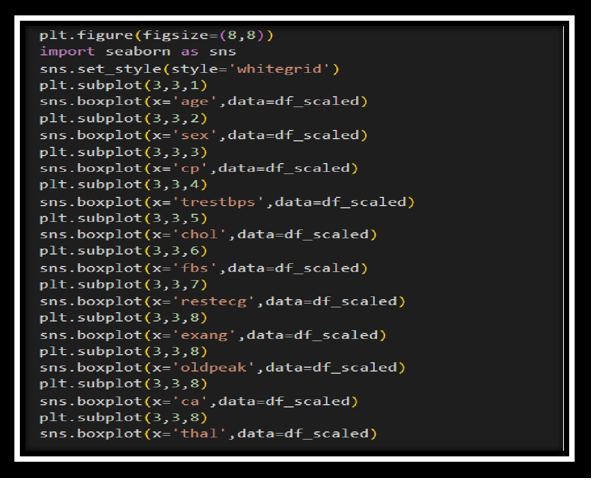 plt.figure(figsize=(8,8))
import seaborn as sns
sns.set_style(style='whitegrid')
plt.subplot(3,3,1)
sns.boxplot(x='age',data=df_scaled)
plt.subplot(3,3,2)
sns.boxplot(x='sex',data=df_scaled)
plt.subplot(3,3,3)
sns.boxplot(x='cp',data=df_scaled)
plt.subplot(3,3,4)
sns.boxplot(x='trestbps',data=df_scaled)
plt.subplot(3,3,5)
sns.boxplot(x='chol',data=df_scaled)
plt.subplot(3,3,6)
sns.boxplot(x='fbs',data=df_scaled)
plt.subplot(3,3,7)
sns.boxplot(x='restecg',data=df_scaled)
plt.subplot(3,3,8)
sns.boxplot(x='exang',data=df_scaled)
plt.subplot(3,3,8)
sns.boxplot(x='oldpeak',data=df_scaled)
plt.subplot(3,3,8)
sns.boxplot(x='ca',data=df_scaled)
plt.subplot(3,3,8)
sns.boxplot(x='thal',data=df_scaled)